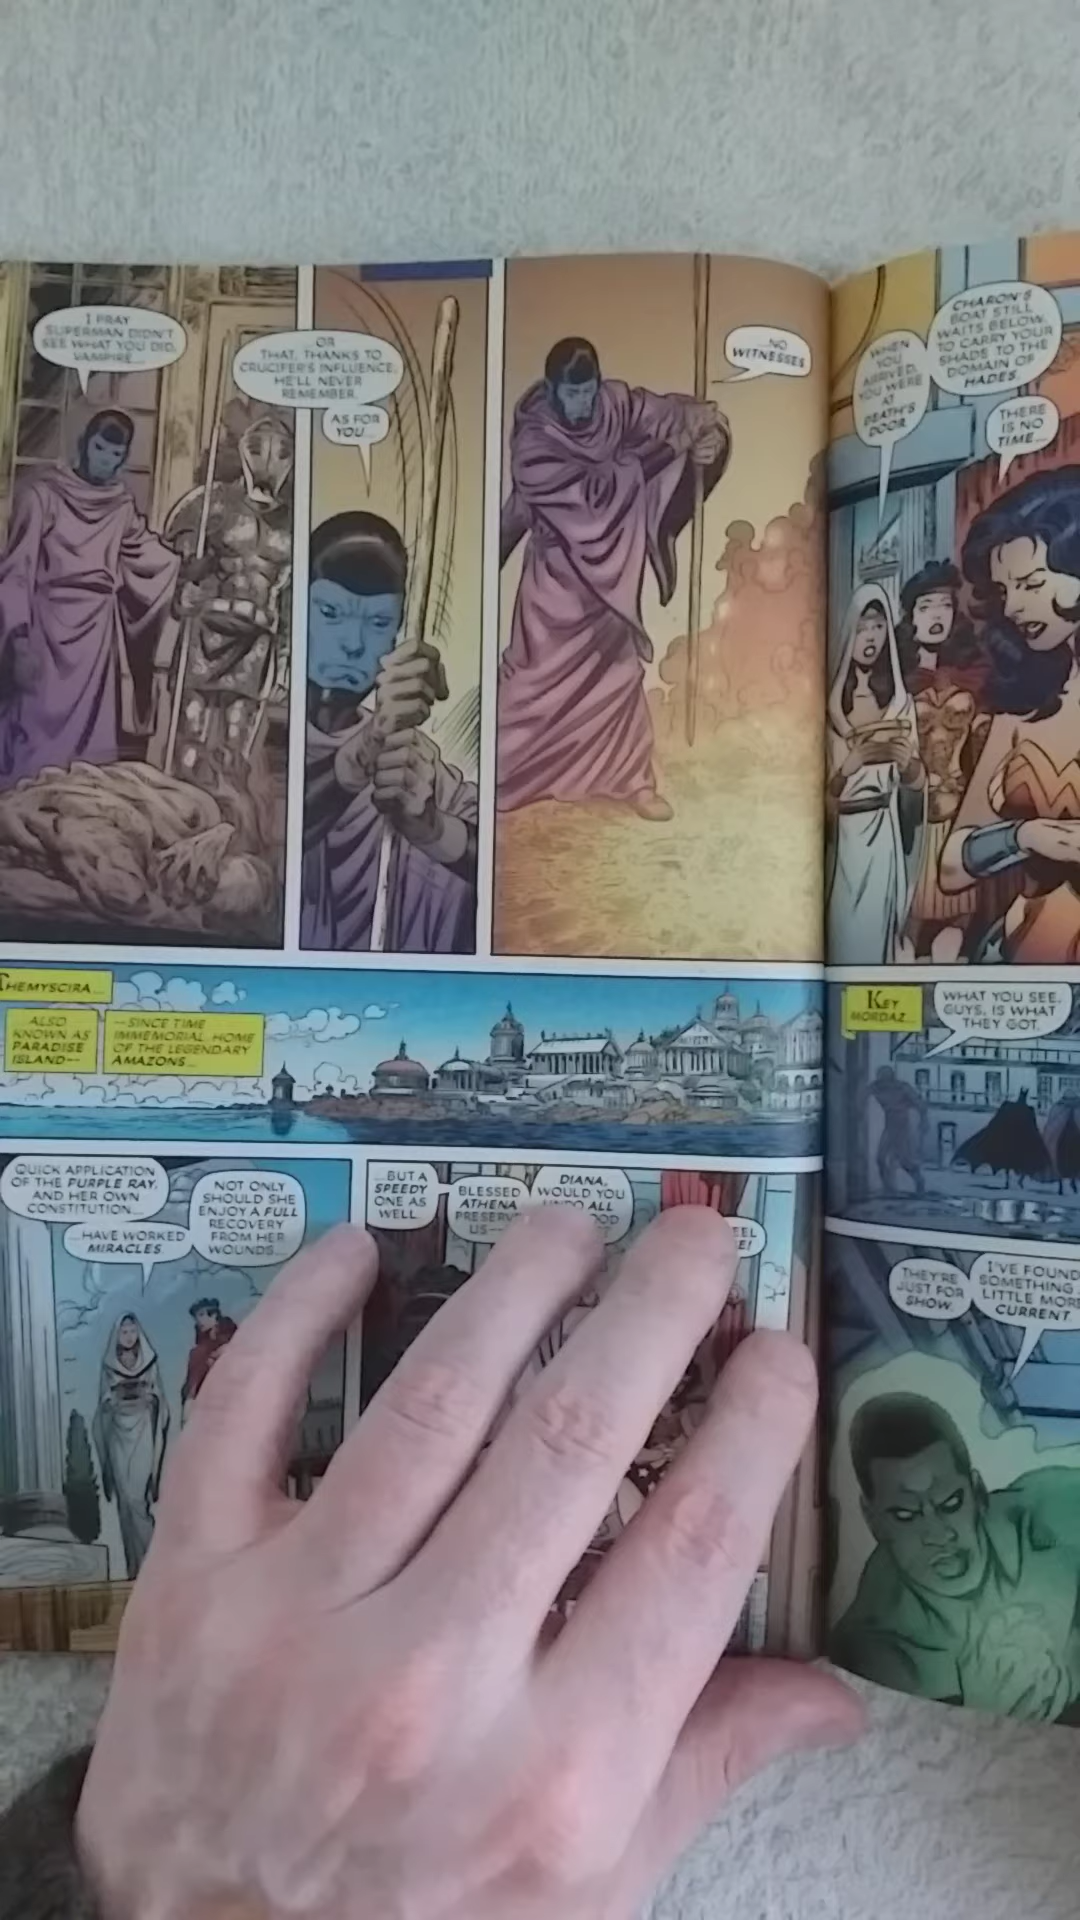 I PRAY
SUPERMAN DIDN'T
SEE WHAT YOU DID,
VAMPIRE...
...OR
THAT, THANKS TO
CRUCIFER'S INFLUENCE,
HE'LL NEVER
REMEMBER.
AS FOR
YOU...
...NO
WITNESSES.
THEMYSCIRA...
ALSO
KNOWN AS
PARADISE
ISLAND--
--SINCE TIME
IMMEMORIAL, HOME
OF THE LEGENDARY
AMAZONS...
QUICK APPLICATION
OF THE PURPLE RAY,
AND HER OWN
CONSTITUTION...
...HAVE WORKED
MIRACLES.
NOT ONLY
SHOULD SHE
ENJOY A FULL
RECOVERY
FROM HER
WOUNDS...
...BUT A
SPEEDY
ONE AS
WELL.
BLESSED
ATHENA
PRESERVE
US--
DIANA,
WOULD YOU
UNDO ALL
WHEN
YOU
ARRIVED,
YOU WERE
AT
DEATH'S
DOOR.
CHARON'S
BOAT STILL
WAITS BELOW,
TO CARRY YOUR
SHADE TO THE
DOMAIN OF
HADES.
THERE
IS NO
TIME...
KEY
MORDAZ...
WHAT YOU SEE,
GUYS, IS WHAT
THEY GOT.
THEY'RE
JUST FOR
SHOW.
I'VE FOUND
SOMETHING A
LITTLE MORE
CURRENT.